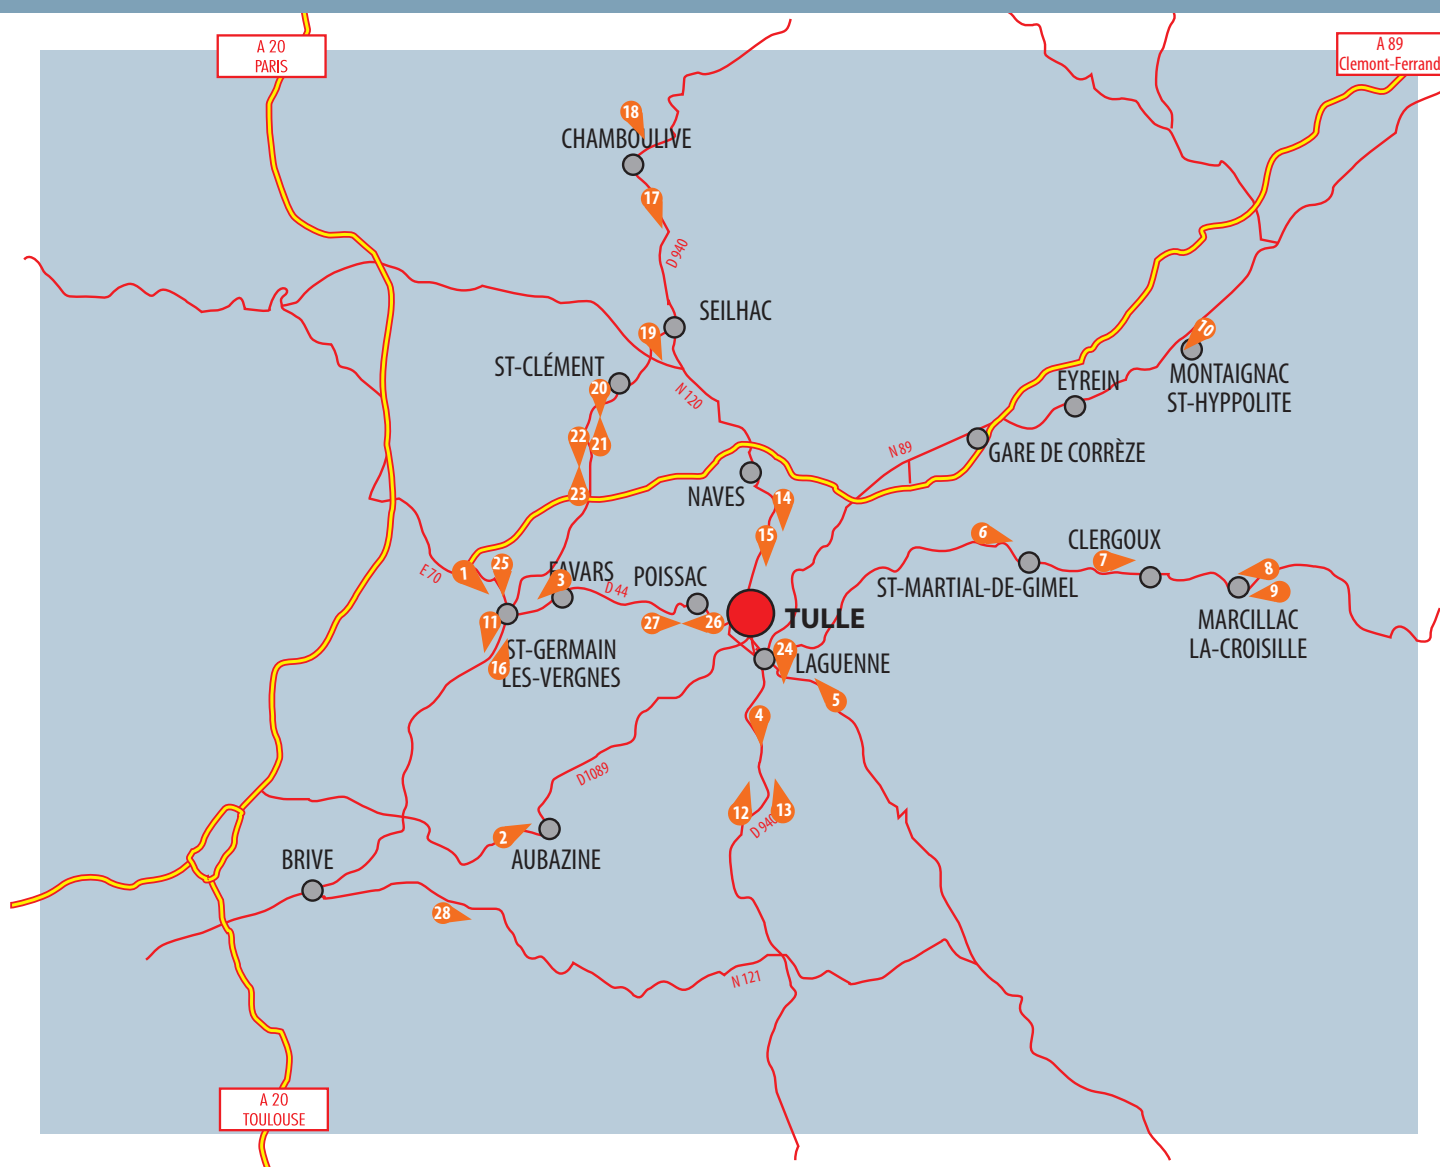 A 20
PARIS
A 89
Clemont-Ferrand
18
CHAMBOULIVE
17
D 940
SEILHAC
19
10
ST-CLÉMENT
MONTAIGNAC
ST-HYPPOLITE
EYREIN
20
N 120
22
21
N 89
GARE DE CORRÈZE
23
NAVES
14
15
6
CLERGOUX
7
8
9
E 70
1
25
FAVARS
3
D 44
POISSAC
ST-MARTIAL-DE-GIMEL
MARCILLAC
LA-CROISILLE
11
27
26
TULLE
16
ST-GERMAIN
LES-VERGNES
24
LAGUENNE
5
4
D1089
12
13
D 940
2
AUBAZINE
BRIVE
28
N 121
A 20
TOULOUSE